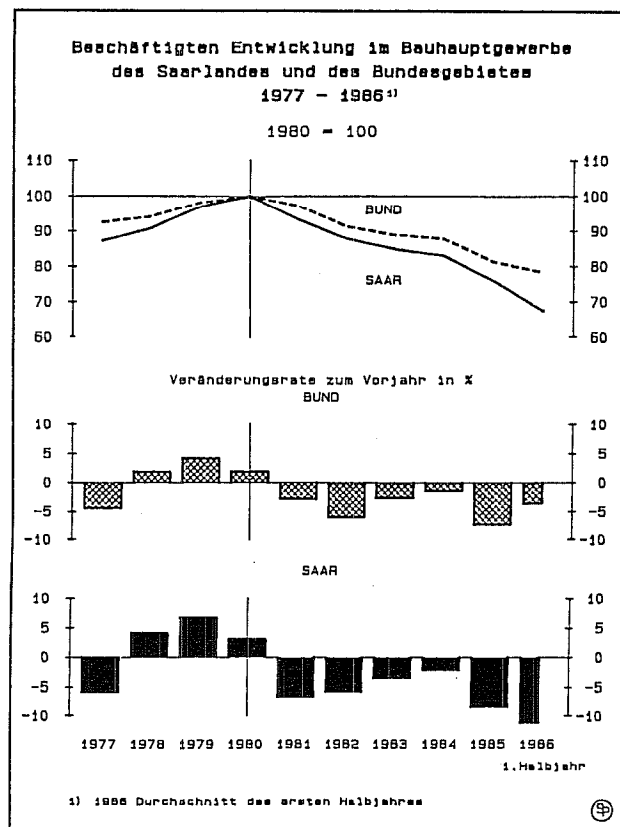 Beschäftigten Entwicklung im Bauhauptgewerbe
des Saarlandes und des Bundesgebietes
1977 - 1986¹⁾
1980 = 100
110 110
100 100
BUND
90 90
80 80
SAAR
70 70
60 60
Veränderungsrate zum Vorjahr in %
BUND
10 10
5 5
0 0
-5 -5
-10 -10
SAAR
10 10
5 5
0 0
-5 -5
-10 -10
1977 1978 1979 1980 1981 1982 1983 1984 1985 1986
1.Halbjahr
1) 1986 Durchschnitt des ersten Halbjahres